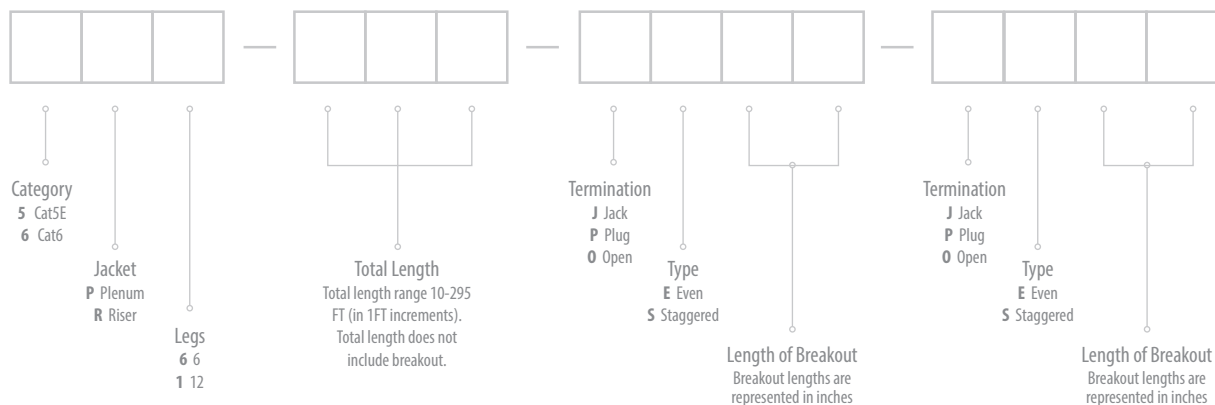 Category
5 Cat5E
6 Cat6
Jacket
P Plenum
R Riser
Legs
6 6
1 12
Total Length
Total length range 10-295
FT (in 1FT increments).
Total length does not
include breakout.
Termination
J Jack
P Plug
O Open
Type
E Even
S Staggered
Length of Breakout
Breakout lengths are
represented in inches
Termination
J Jack
P Plug
O Open
Type
E Even
S Staggered
Length of Breakout
Breakout lengths are
represented in inches